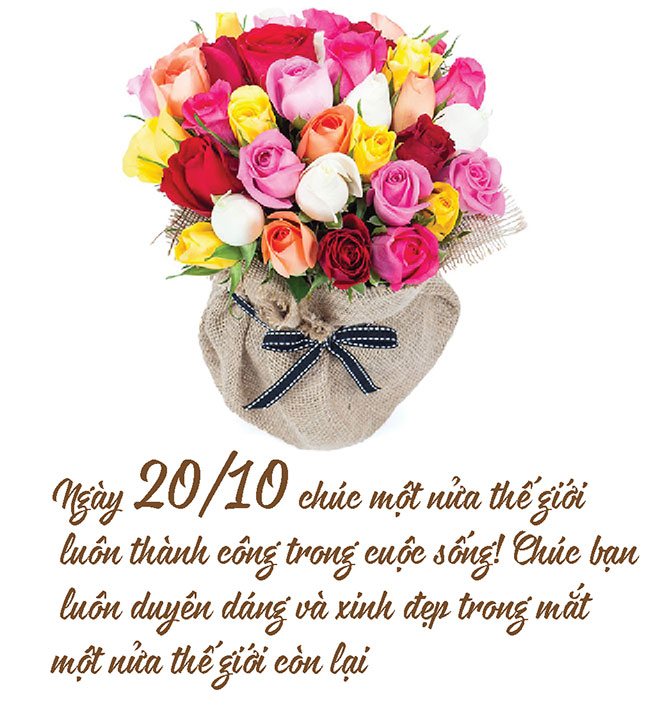 Ngày 20/10 chúc một nửa thế giới
luôn thành công trong cuộc sống! Chúc bạn
luôn duyên dáng và xinh đẹp trong mắt
một nửa thế giới còn lại